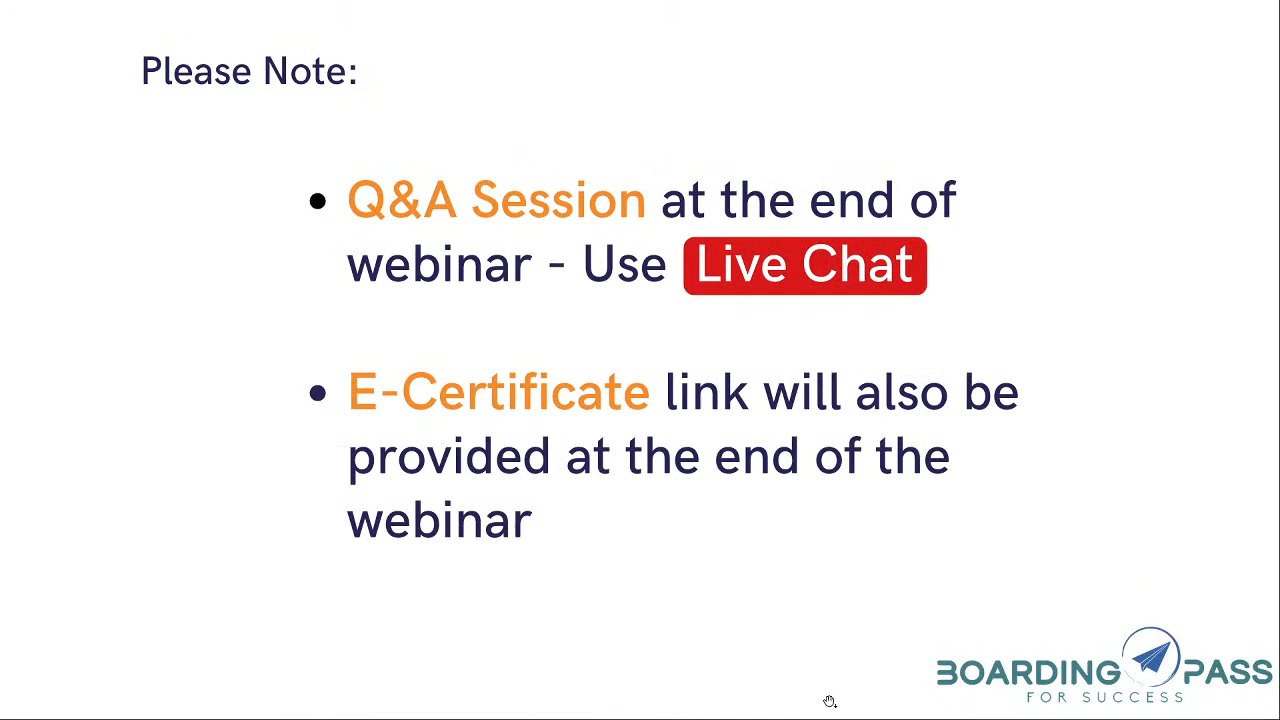 Please Note:
• Q&A Session at the end of
webinar - Use Live Chat
• E-Certificate link will also be
provided at the end of the
webinar
BOARDING PASS
FOR SUCCESS